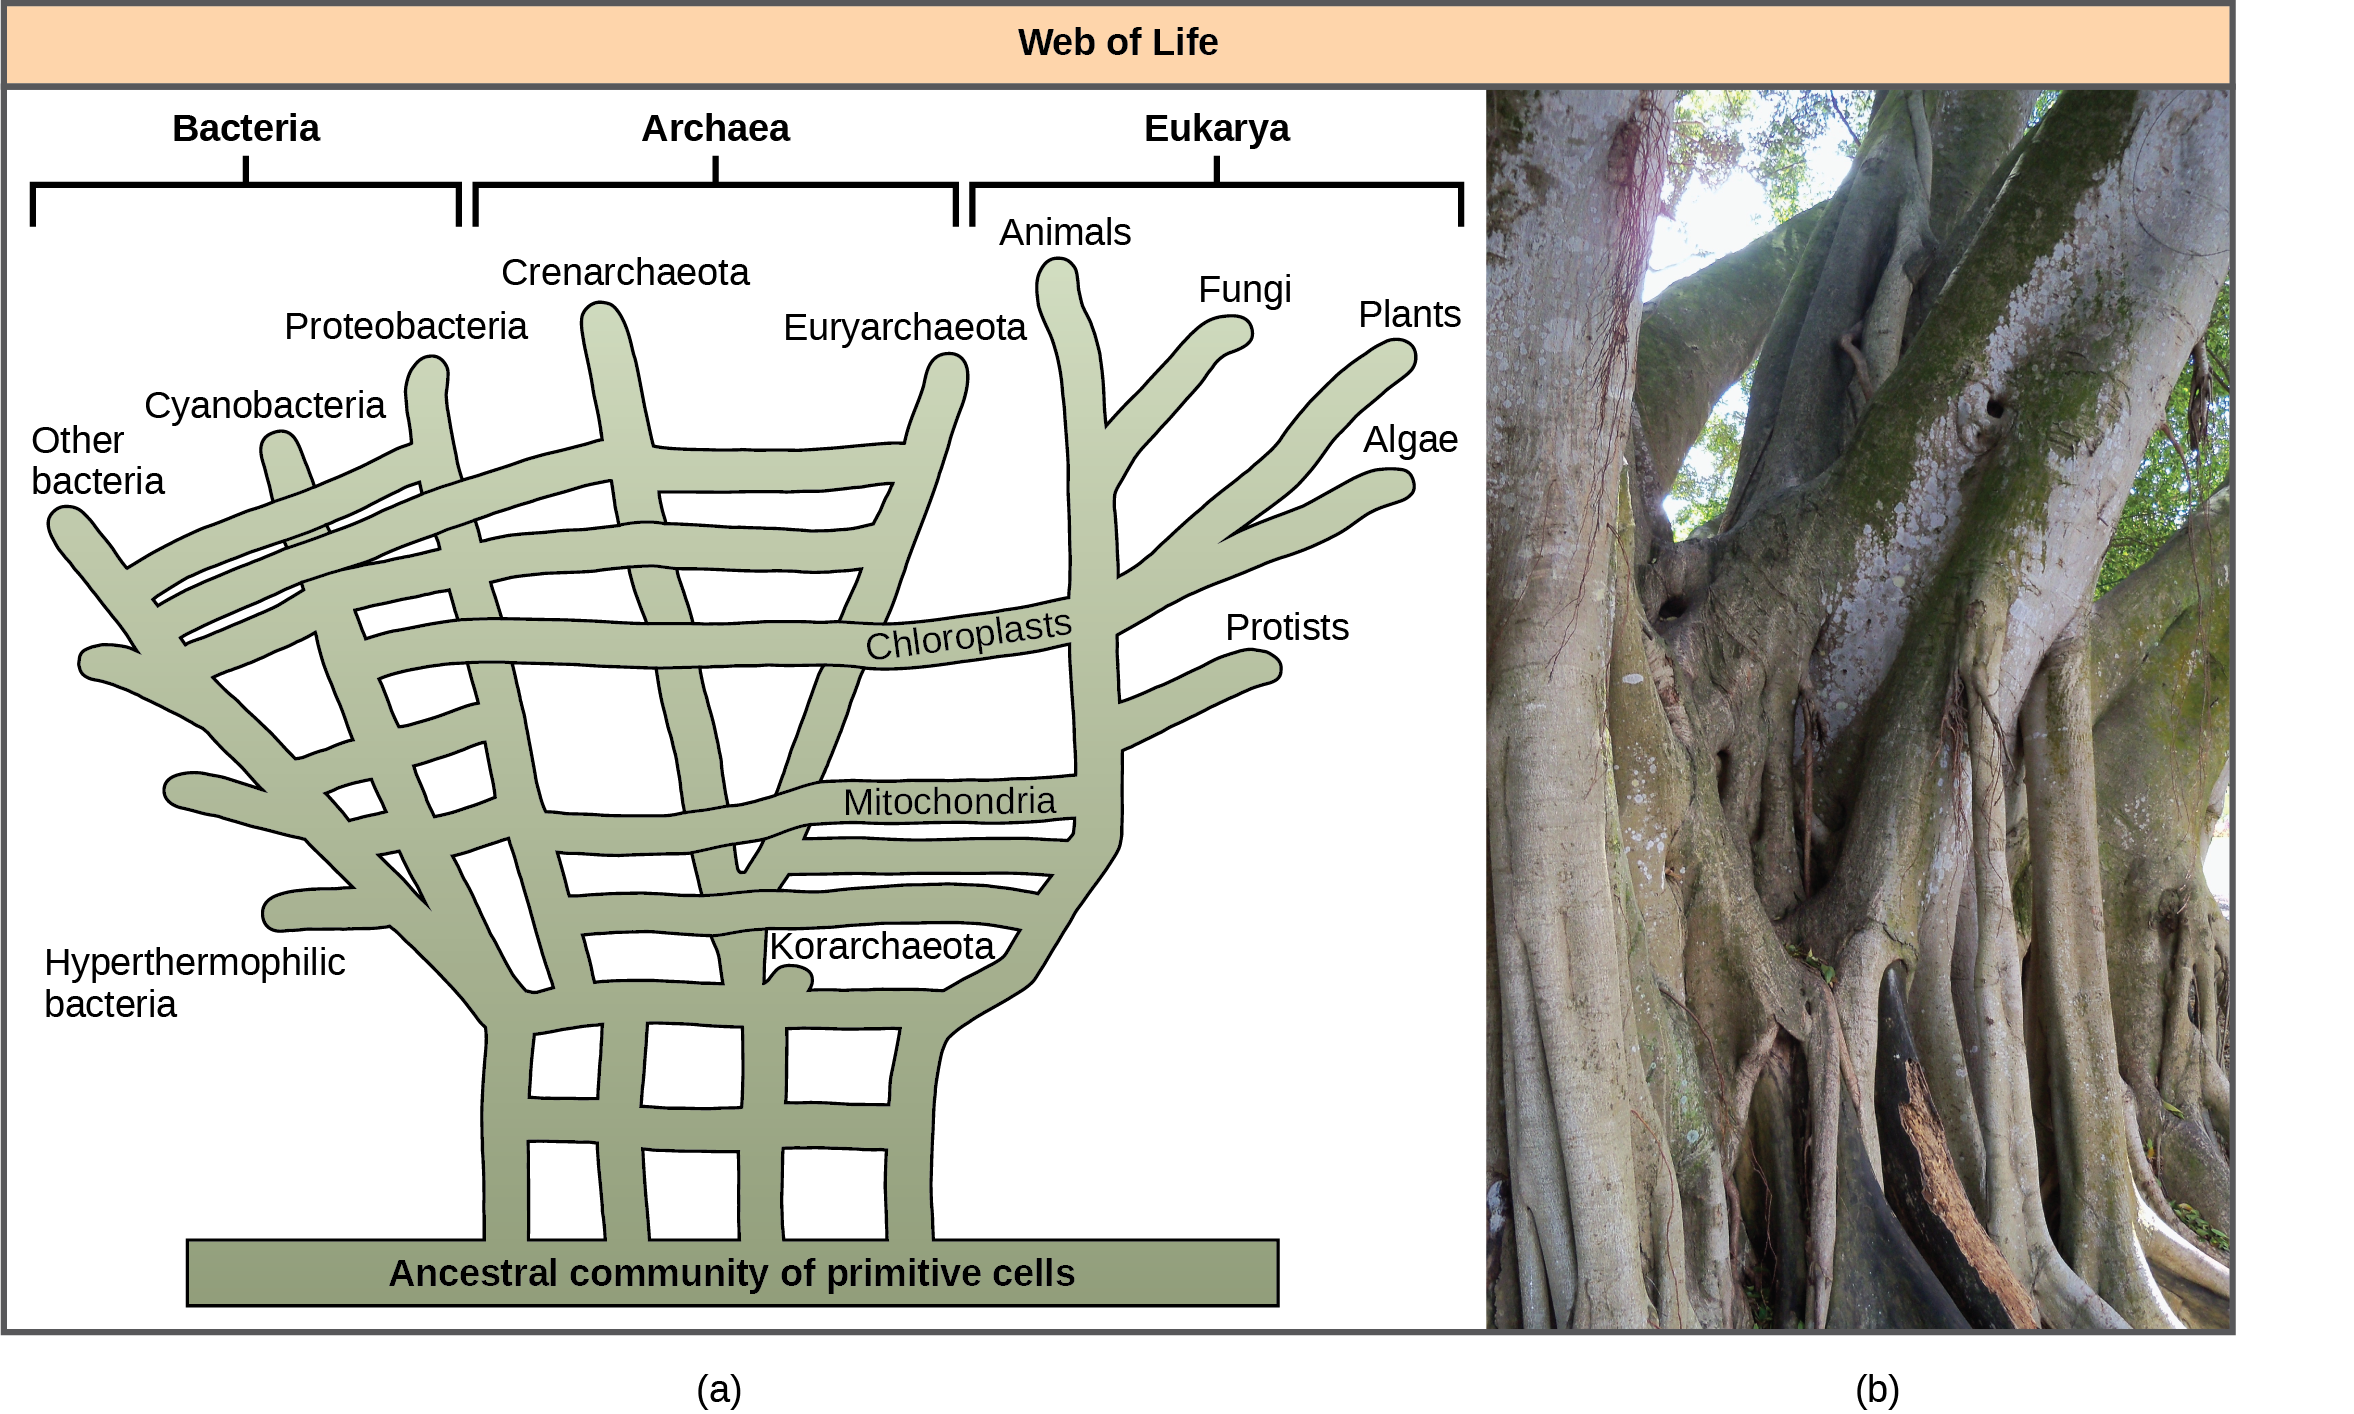 Web of Life
Bacteria
Archaea
Eukarya
Animals
Crenarchaeota
Fungi
Plants
Proteobacteria
Euryarchaeota
Cyanobacteria
Other
bacteria
Algae
Chloroplasts
Protists
Mitochondria
Korarchaeota
Hyperthermophilic
bacteria
Ancestral community of primitive cells
(a)
(b)